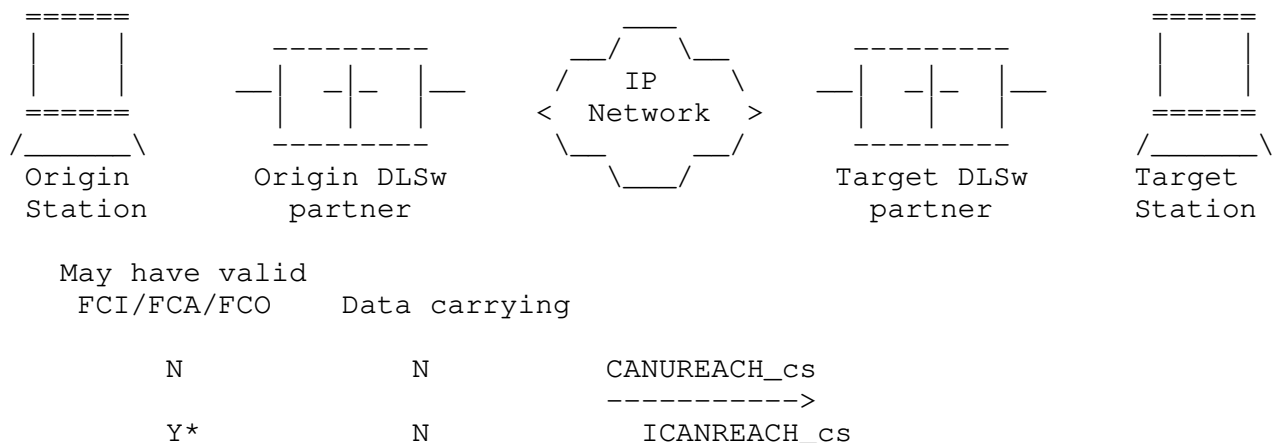 IP
Network
Origin Origin DLSw Target DLSw Target
Station partner partner Station
May have valid
FCI/FCA/FCO Data carrying
N N CANUREACH_cs
----------->
Y* N ICANREACH_cs